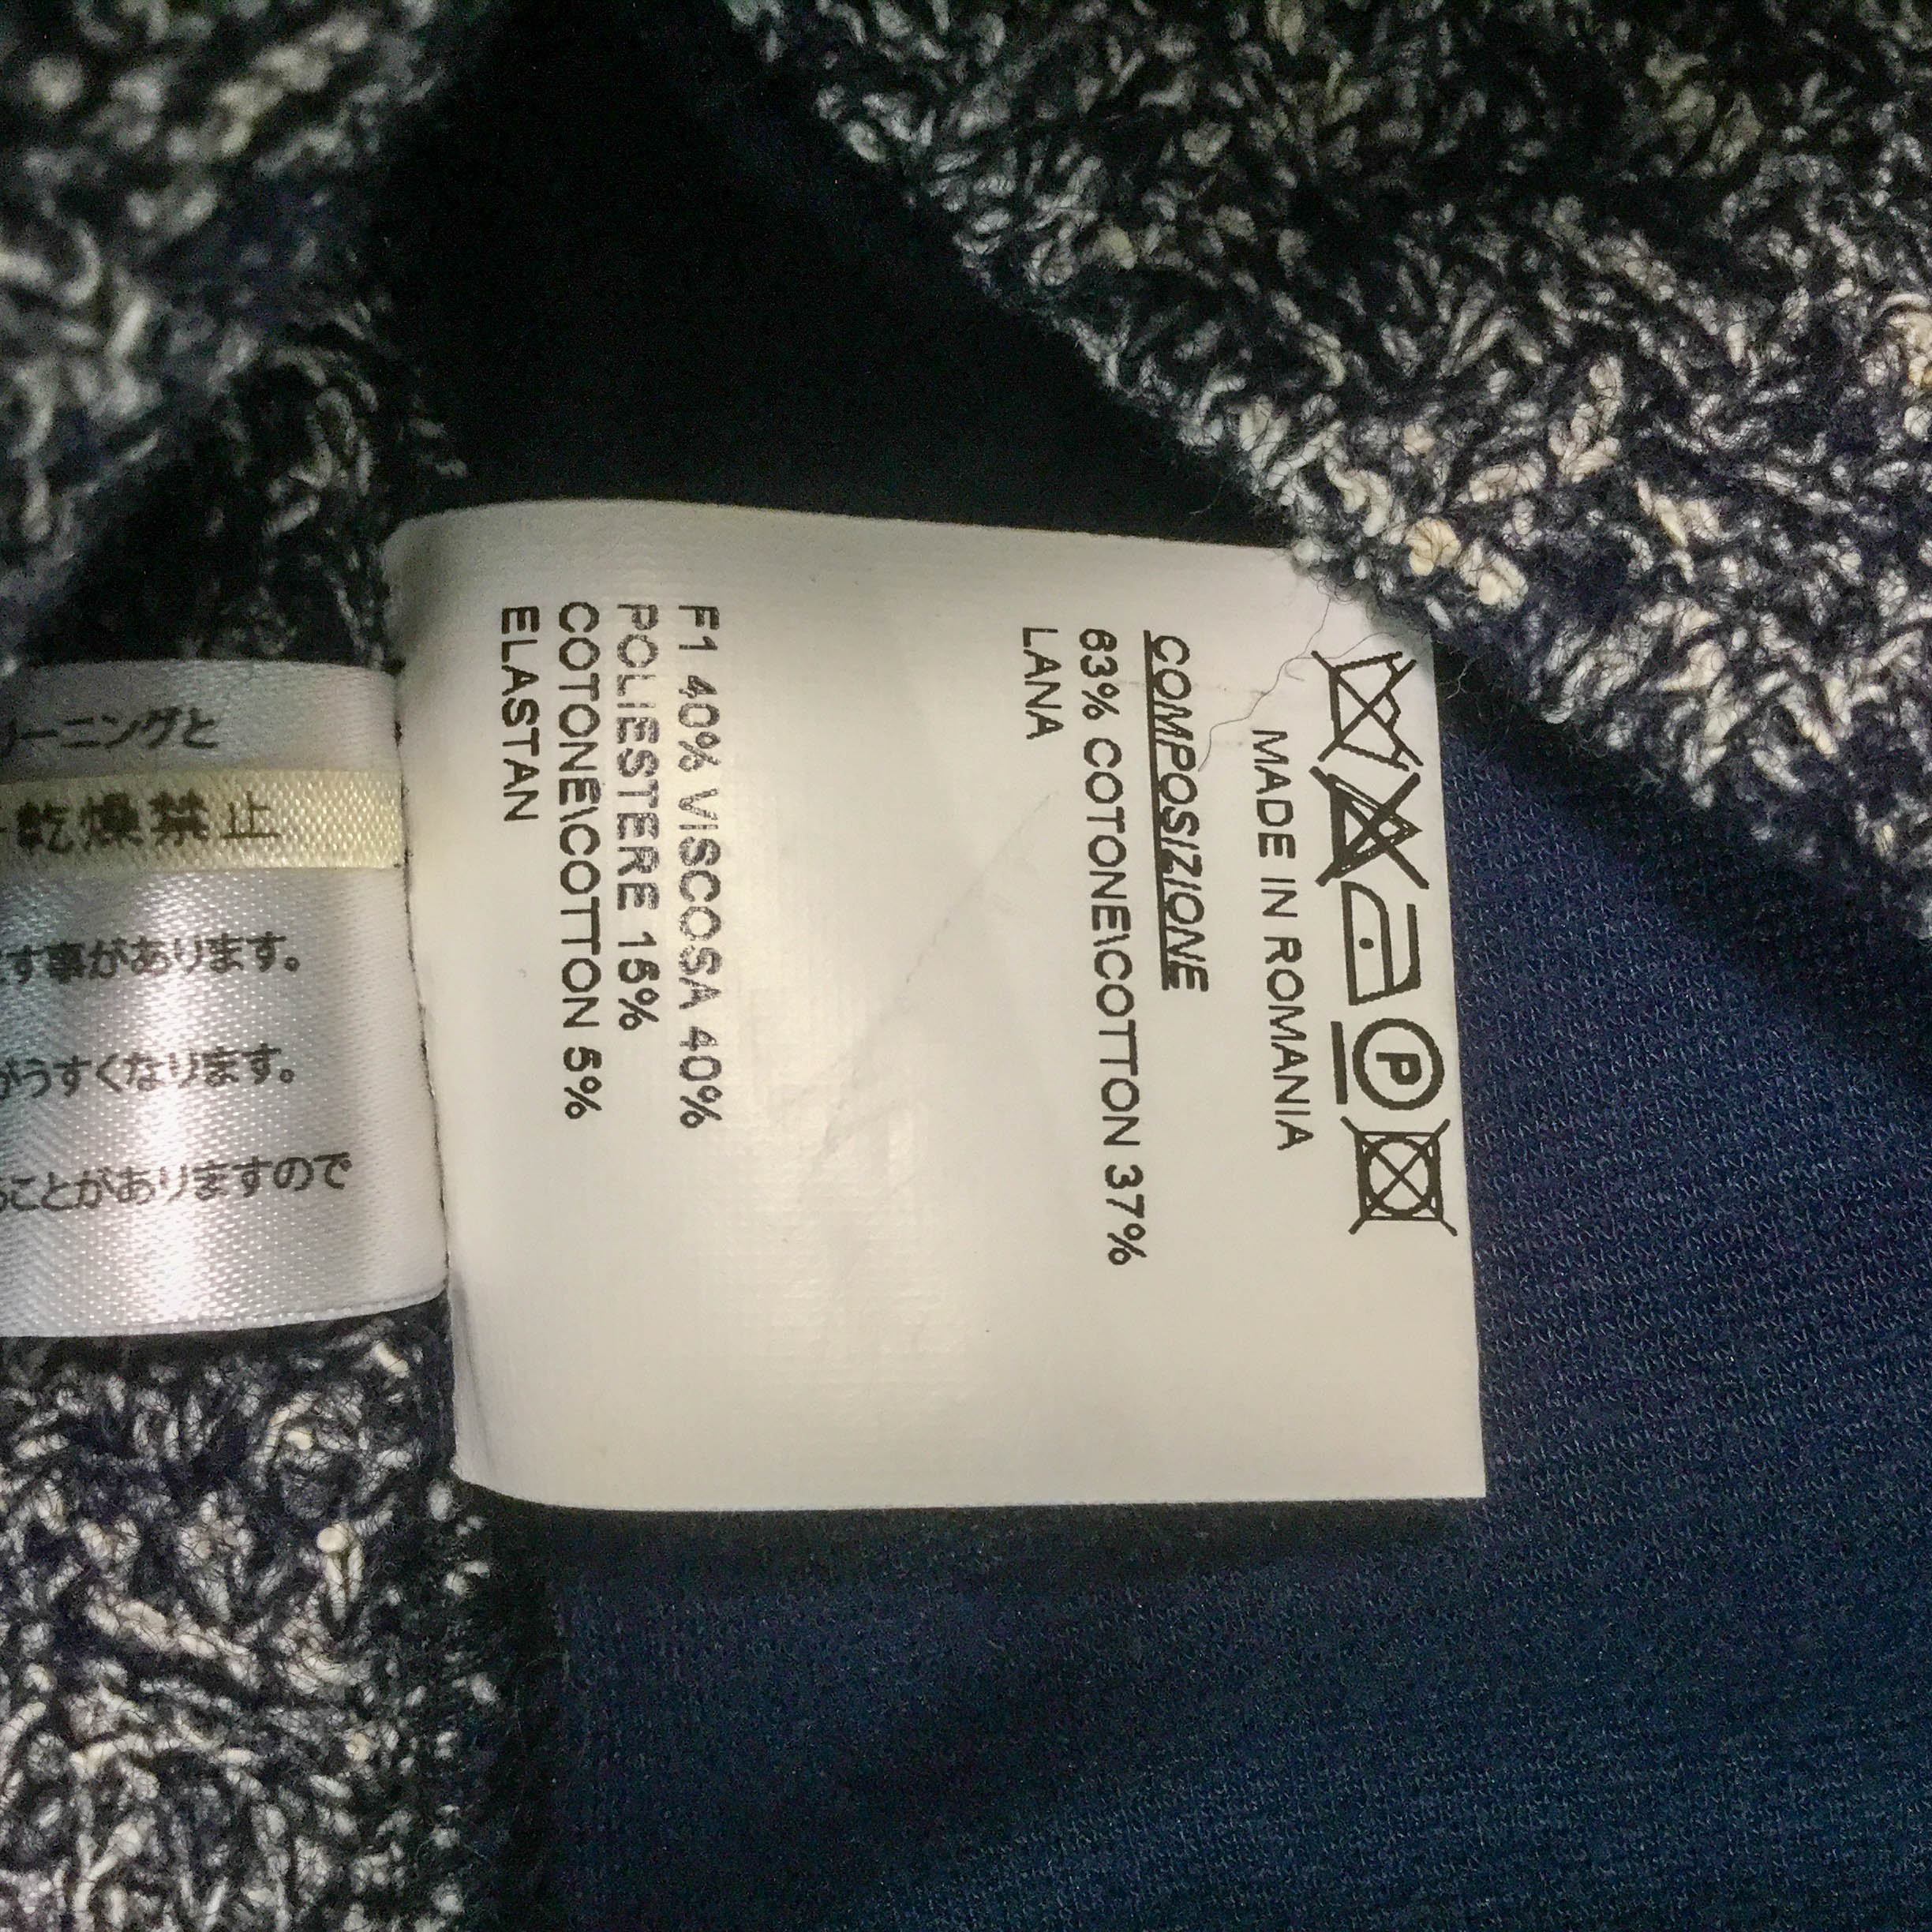 P
MADE IN ROMANIA
COMPOSIZIONE
63% COTONE\COTTON 37%
LANA
F1 40% VISCOSA 40%
POLIESTERE 15%
COTONE\COTTON 5%
ELASTAN
ーニングと
乾燥禁止
す事があります。
がうすくなります。
ことがありますので